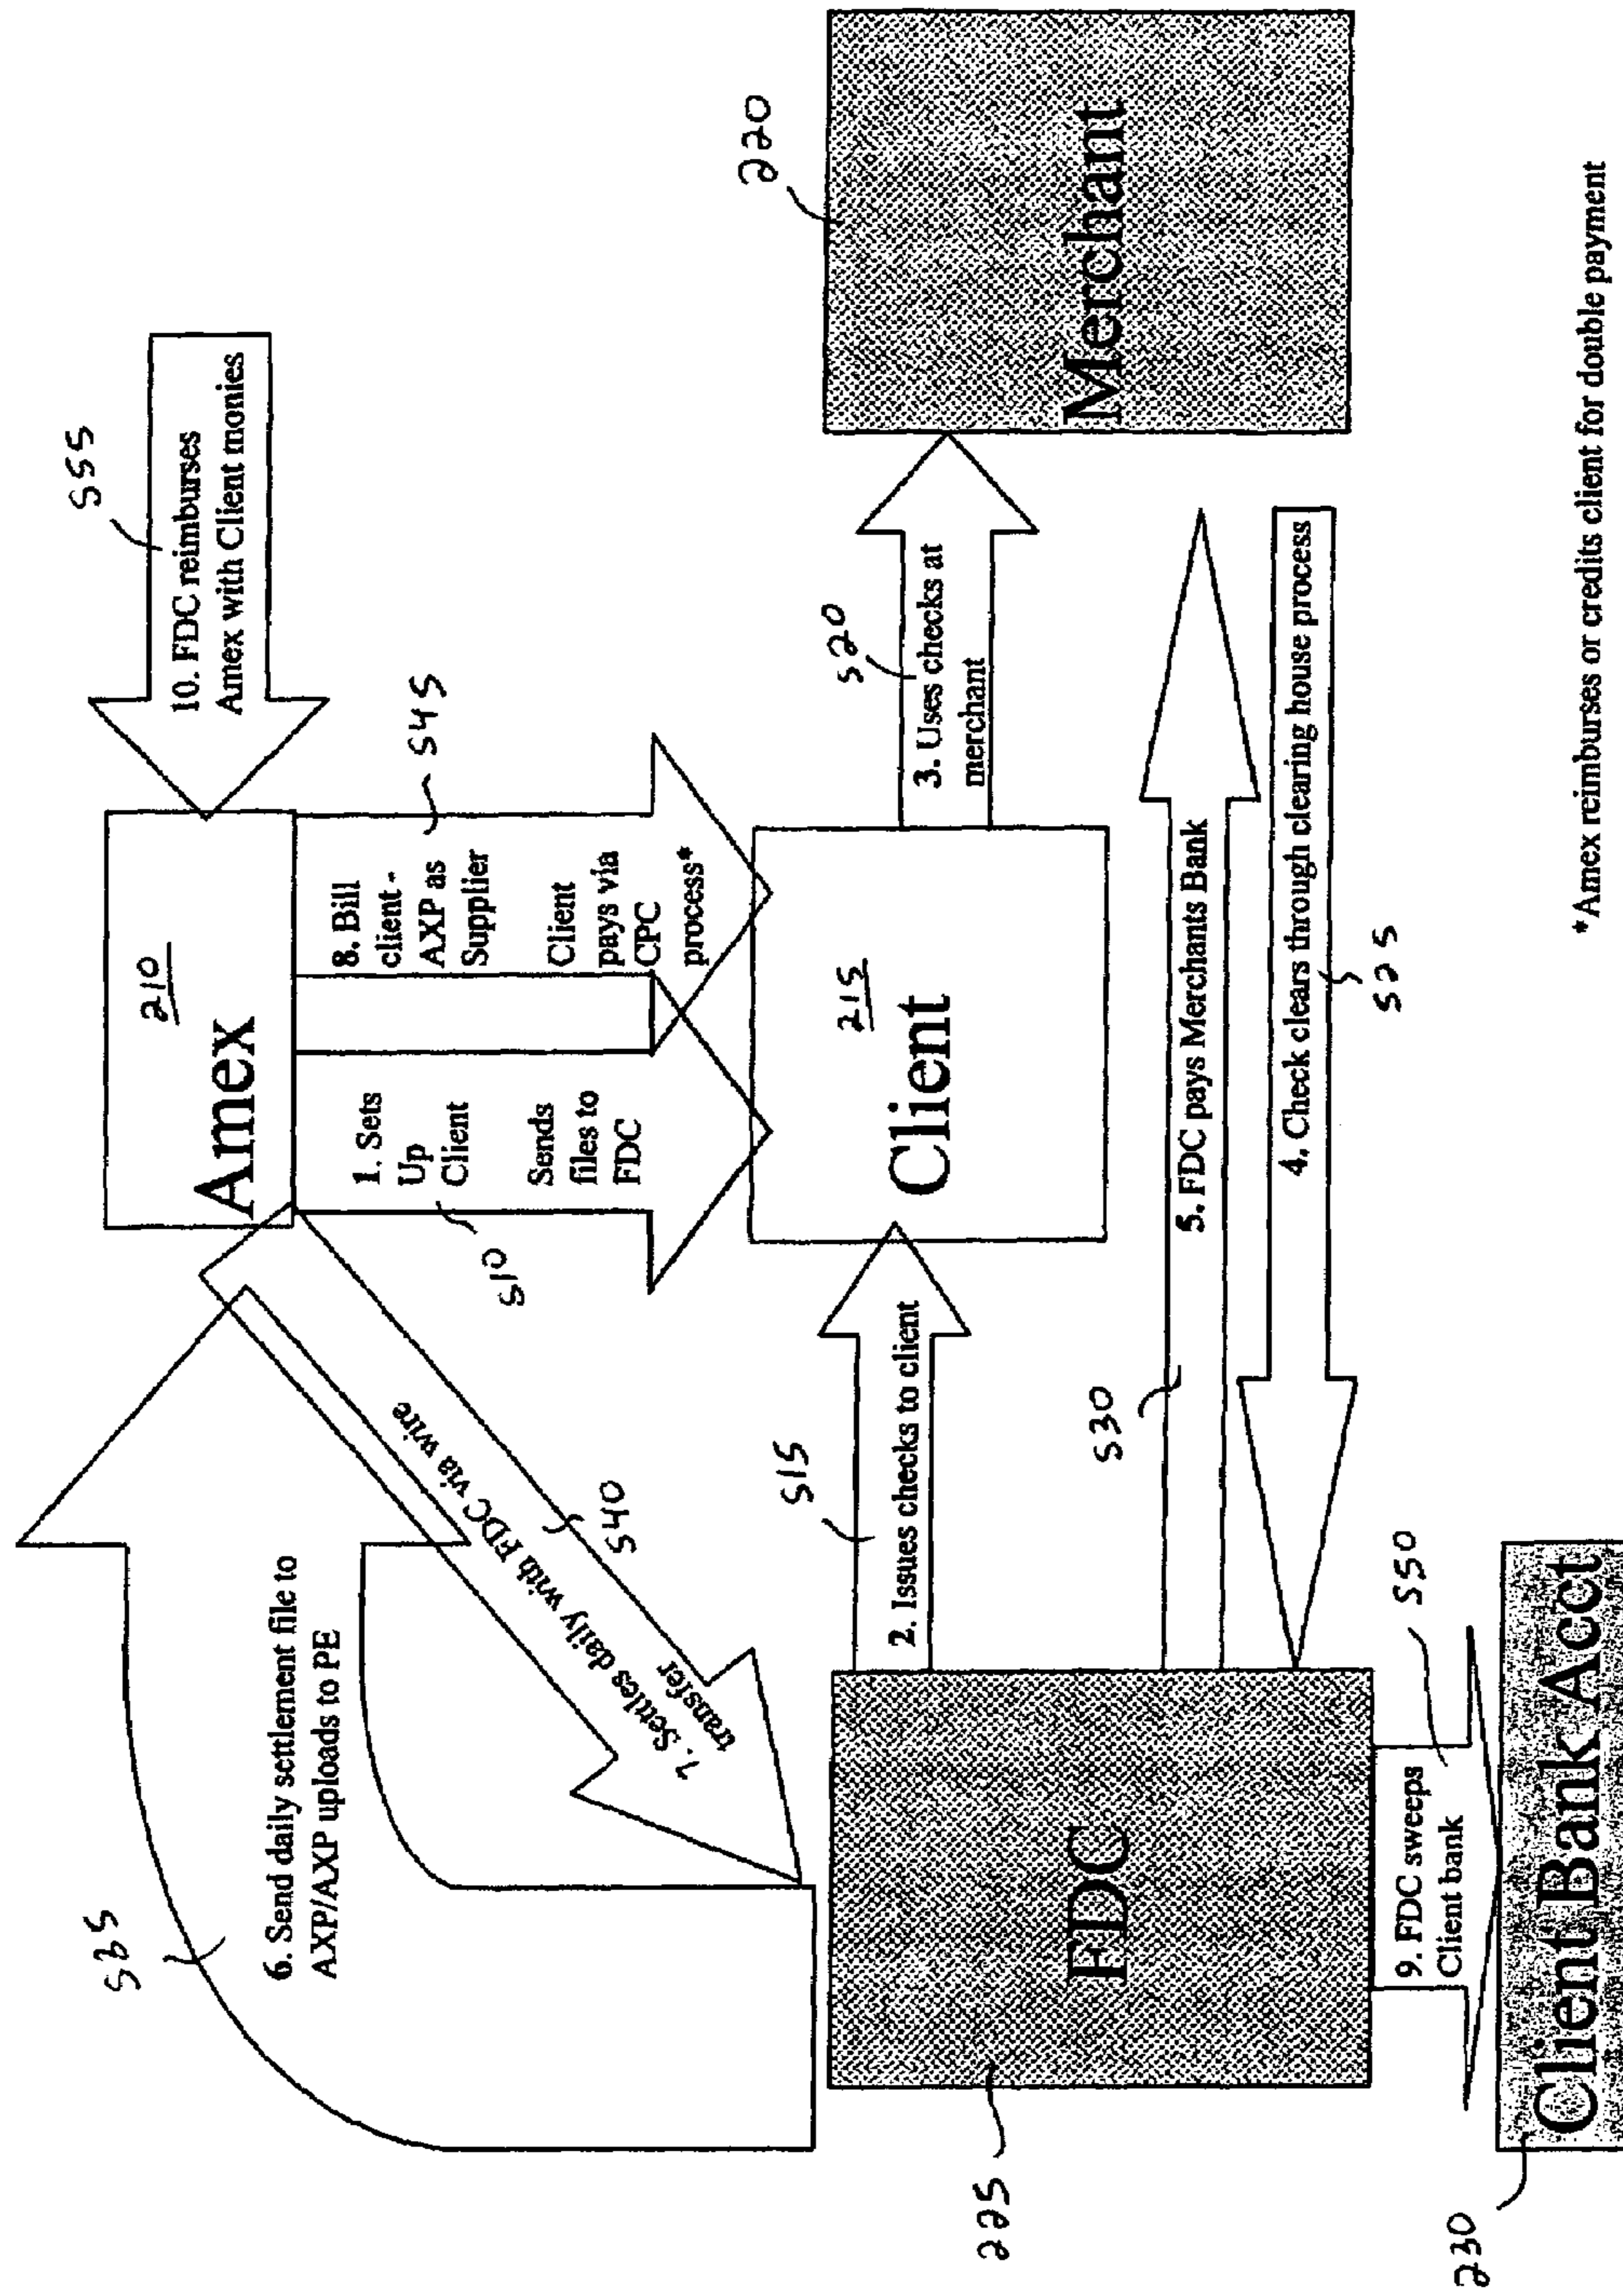 535
6. Send daily settlement file to
AXP/AXP uploads to PE
7. Settles daily with FDC via wire
transfer
540
210
Amex
555
10. FDC reimburses
Amex with Client monies
510
1. Sets
Up
Client
Sends
files to
FDC
8. Bill
client -
AXP as
Supplier
Client
pays via
CPC
process*
545
225
FDC
515
2. Issues checks to client
215
Client
520
3. Uses checks at
merchant
220
Merchant
530
5. FDC pays Merchants Bank
4. Check clears through clearing house process
525
9. FDC sweeps
Client bank
550
230
Client Bank Acct
*Amex reimburses or credits client for double payment